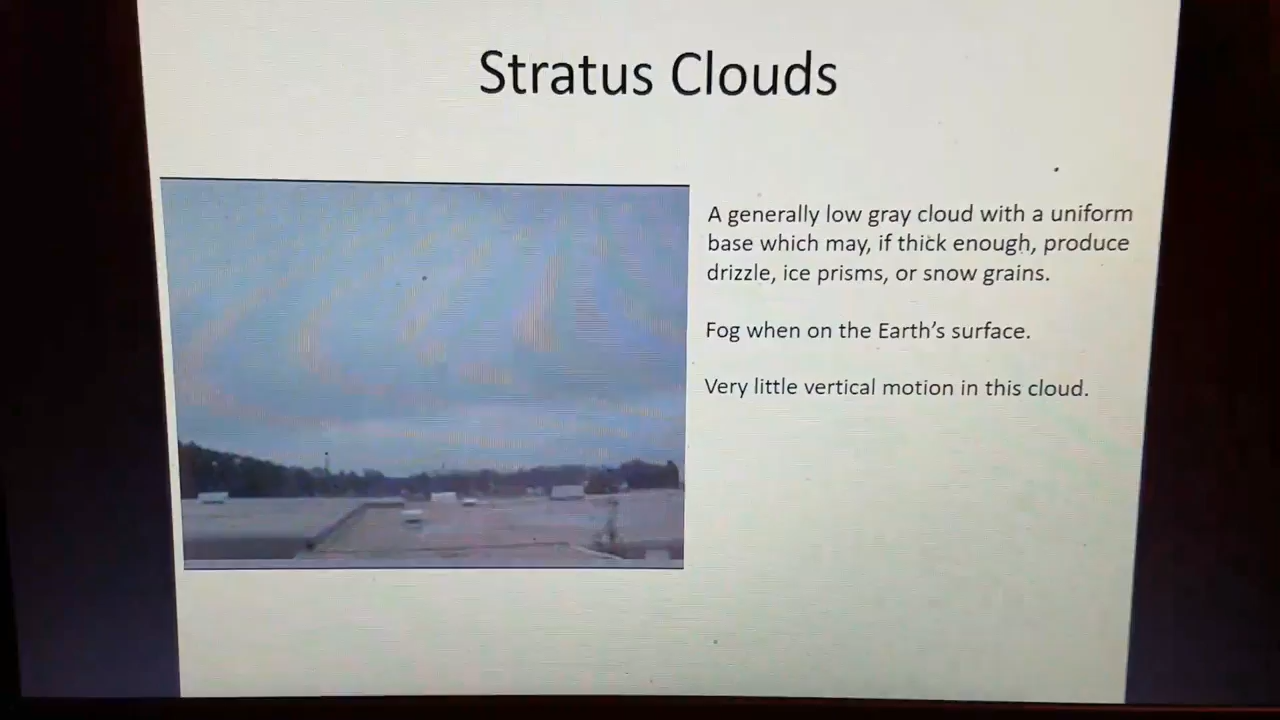 Stratus Clouds
A generally low gray cloud with a uniform
base which may, if thick enough, produce
drizzle, ice prisms, or snow grains.
Fog when on the Earth’s surface.
Very little vertical motion in this cloud.